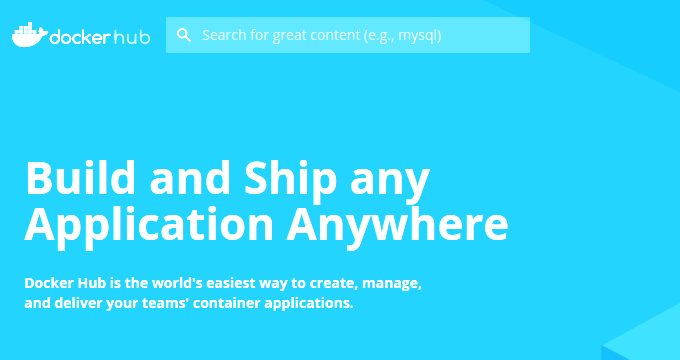 dockerhub
Search for great content (e.g., mysql)
Build and Ship any
Application Anywhere
Docker Hub is the world's easiest way to create, manage,
and deliver your teams' container applications.